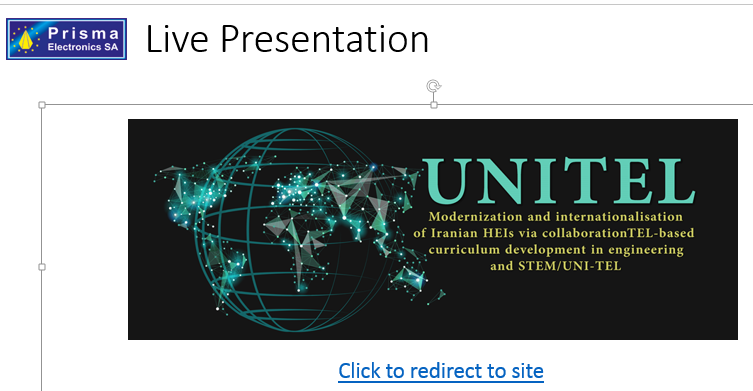 Prisma
Electronics SA
Live Presentation
UNITEL
Modernization and internationalisation
of Iranian HEIs via collaborationTEL-based
curriculum development in engineering
and STEM/UNI-TEL
Click to redirect to site